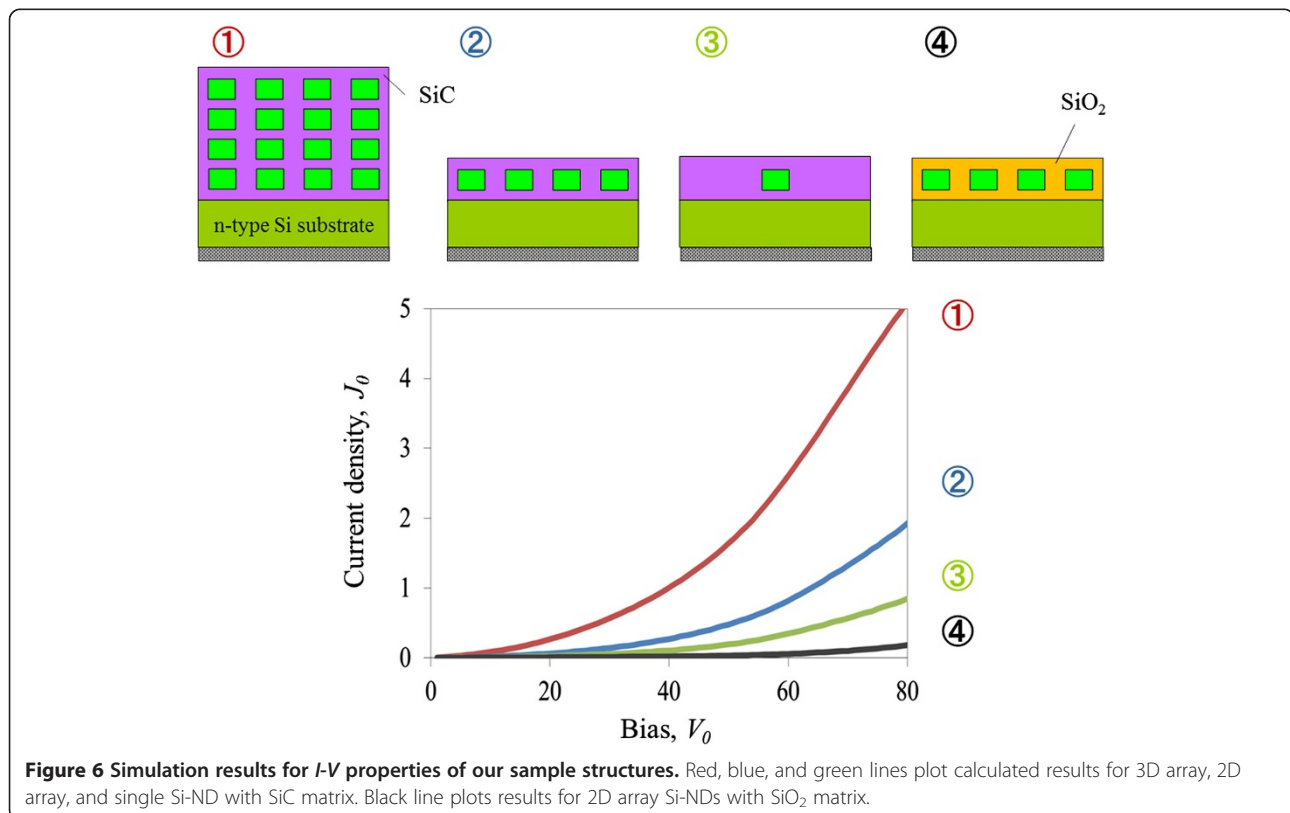 ① ② ③ ④
SiC
SiO₂
n-type Si substrate
5
4
3
2
1
0
Current density, J₀
0 20 40 60 80
Bias, V₀
①
②
③
④
Figure 6 Simulation results for I-V properties of our sample structures. Red, blue, and green lines plot calculated results for 3D array, 2D
array, and single Si-ND with SiC matrix. Black line plots results for 2D array Si-NDs with SiO₂ matrix.